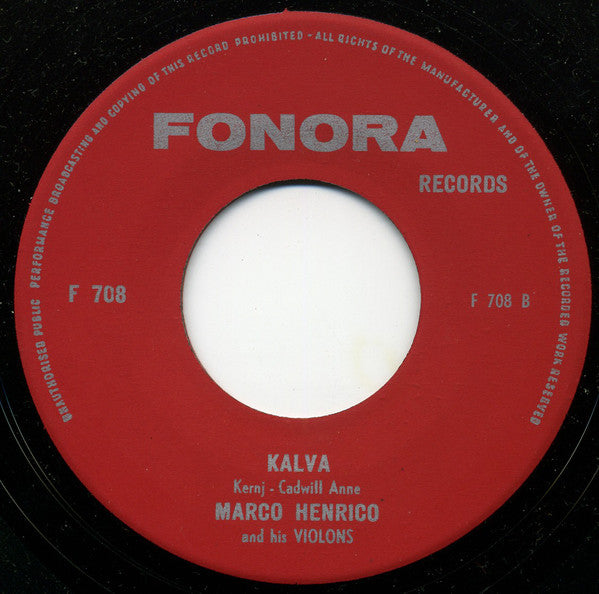 UNAUTHORISED PUBLIC PERFORMANCE BROADCASTING AND COPYING OF THIS RECORD PROHIBITED - ALL RIGHTS OF THE MANUFACTURER AND OF THE OWNER OF THE RECORDED WORK RESERVED
FONORA
RECORDS
F 708
F 708 B
KALVA
Kernj - Cadwill Anne
MARCO HENRICO
and his VIOLONS